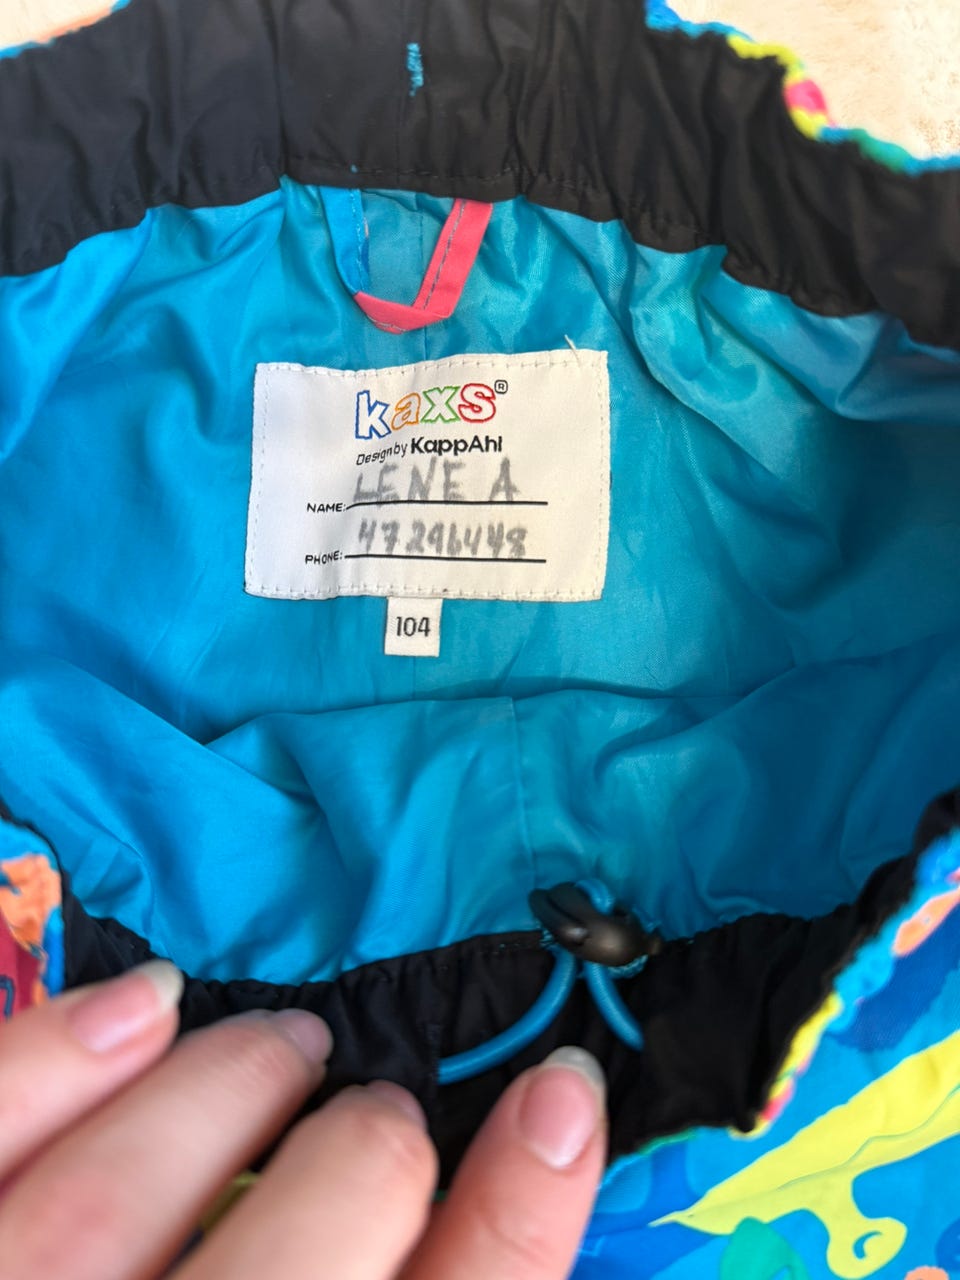 kaxs®
Design by KappAhl
NAME: LENE A
PHONE: 47296448
104